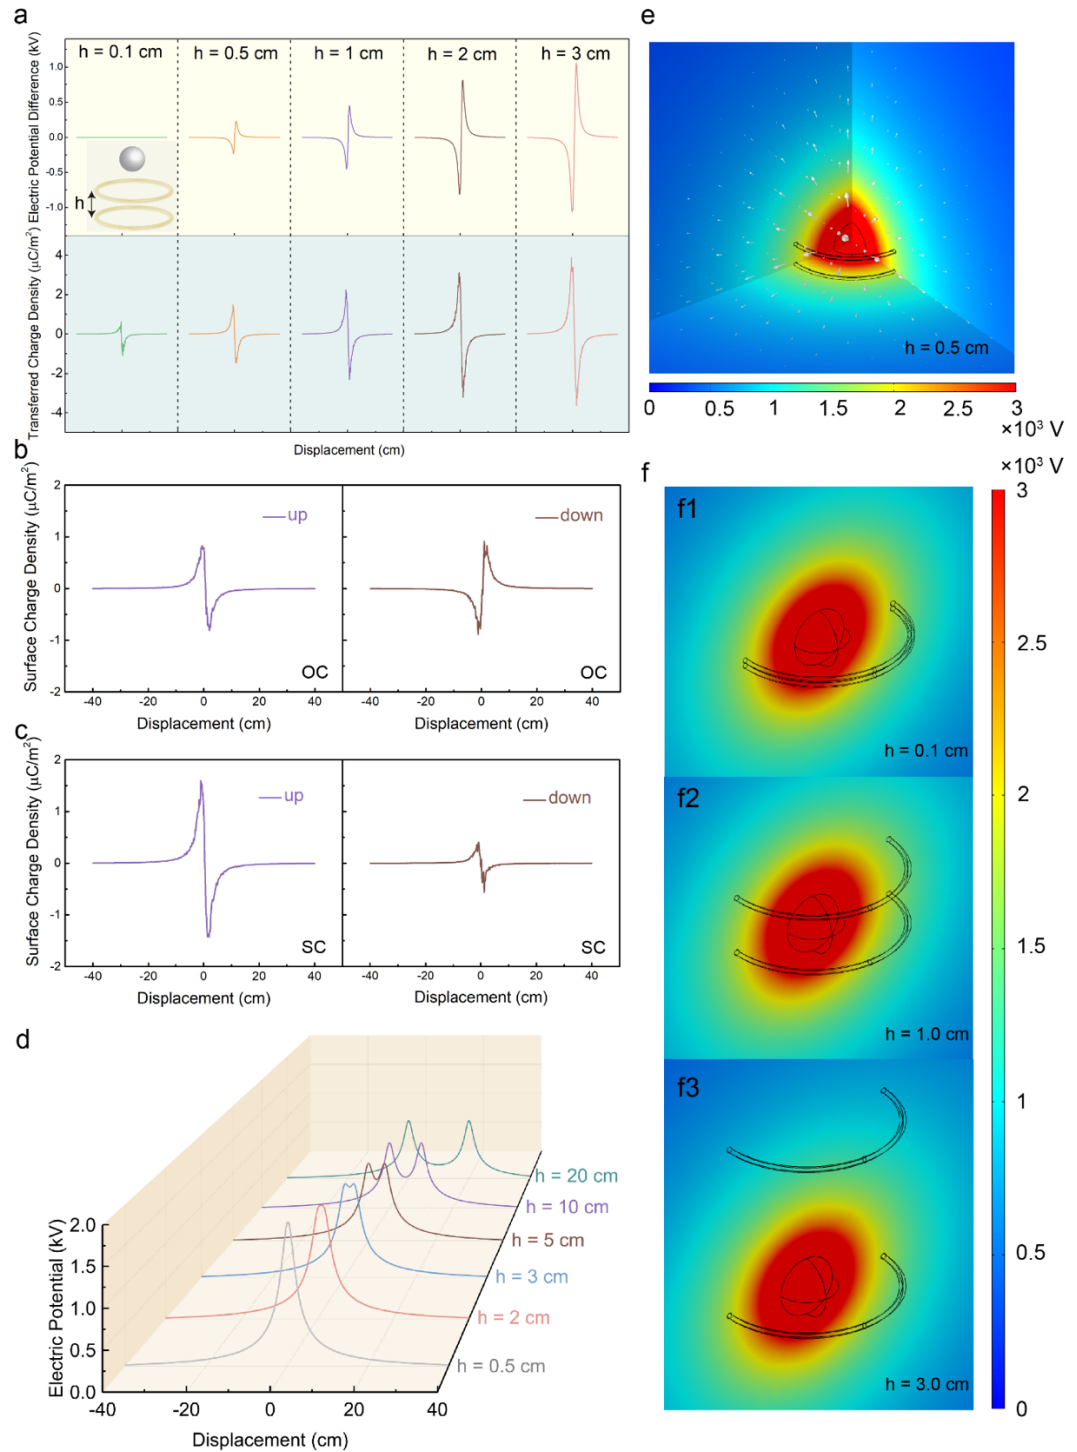 a
h = 0.1 cm
h = 0.5 cm
h = 1 cm
h = 2 cm
h = 3 cm
Electric Potential Difference (kV)
1.0
0.5
0.0
-0.5
-1.0
h
Transferred Charge Density (μC/m²)
4
2
0
-2
-4
Displacement (cm)
b
Surface Charge Density (μC/m²)
2
1
0
-1
-2
up
OC
down
OC
-40 -20 0 20 40
-40 -20 0 20 40
Displacement (cm)
Displacement (cm)
c
Surface Charge Density (μC/m²)
2
1
0
-1
-2
up
SC
down
SC
-40 -20 0 20 40
-40 -20 0 20 40
Displacement (cm)
Displacement (cm)
d
Electric Potential (kV)
2.0
1.5
1.0
0.5
0.0
h = 20 cm
h = 10 cm
h = 5 cm
h = 3 cm
h = 2 cm
h = 0.5 cm
-40 -20 0 20 40
Displacement (cm)
e
h = 0.5 cm
0 0.5 1 1.5 2 2.5 3
×10³ V
f
×10³ V
f1
h = 0.1 cm
f2
h = 1.0 cm
f3
h = 3.0 cm
3
2.5
2
1.5
1
0.5
0